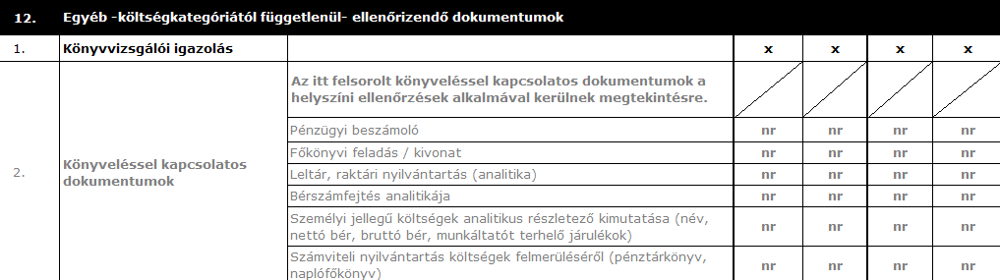 12. Egyéb -költségkategóriától függetlenül- ellenőrizendő dokumentumok
1. Könyvvizsgálói igazolás x x x x
Az itt felsorolt könyveléssel kapcsolatos dokumentumok a
helyszíni ellenőrzések alkalmával kerülnek megtekintésre.
2. Könyveléssel kapcsolatos
dokumentumok
Pénzügyi beszámoló nr nr nr nr
Főkönyvi feladás / kivonat nr nr nr nr
Leltár, raktári nyilvántartás (analitika) nr nr nr nr
Bérszámfejtés analitikája nr nr nr nr
Személyi jellegű költségek analitikus részletező kimutatása (név,
nettó bér, bruttó bér, munkáltatót terhelő járulékok) nr nr nr nr
Számviteli nyilvántartás költségek felmerüléséről (pénztárkönyv,
naplófőkönyv) nr nr nr nr